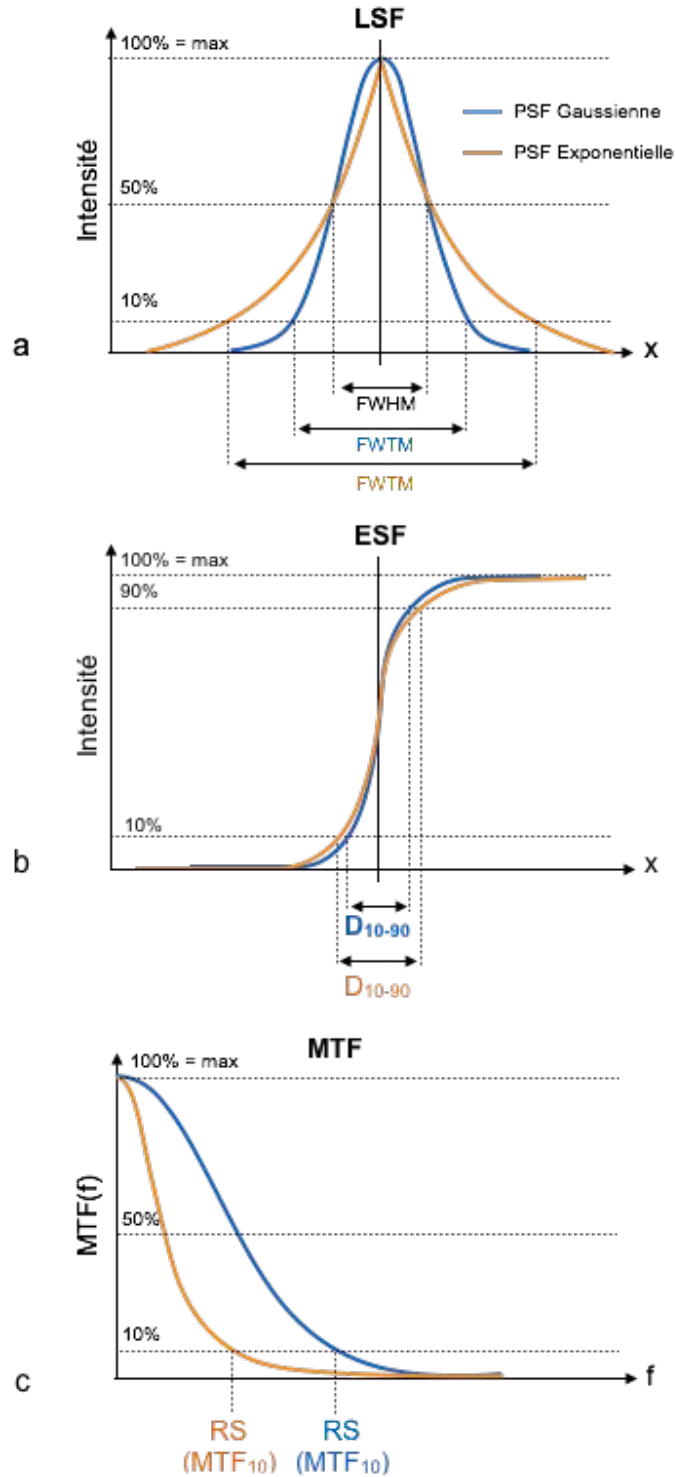 LSF
100% = max
PSF Gaussienne
PSF Exponentielle
Intensité
50%
10%
a
x
FWHM
FWTM
FWTM
ESF
100% = max
90%
Intensité
10%
b
x
D10-90
D10-90
MTF
100% = max
MTF(f)
50%
10%
c
f
RS
(MTF10)
RS
(MTF10)